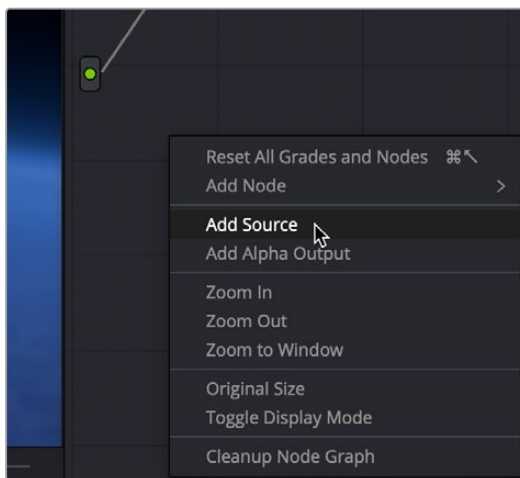 Reset All Grades and Nodes ⌘↖
Add Node >
Add Source
Add Alpha Output
Zoom In
Zoom Out
Zoom to Window
Original Size
Toggle Display Mode
Cleanup Node Graph